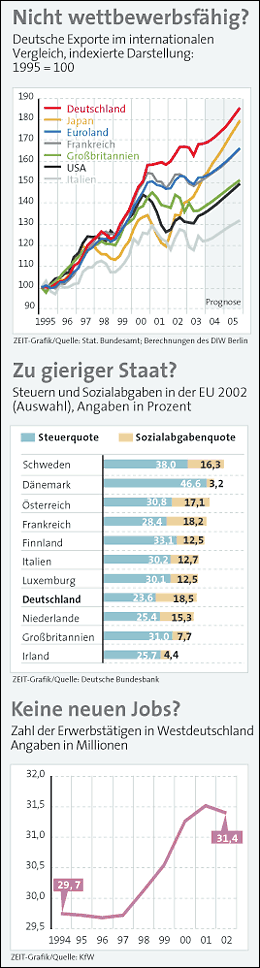 Nicht wettbewerbsfähig?
Deutsche Exporte im internationalen
Vergleich, indexierte Darstellung:
1995 = 100
190
180
170
160
150
140
130
120
110
100
90
Deutschland
Japan
Euroland
Frankreich
Großbritannien
USA
Italien
Prognose
1995 96 97 98 99 00 01 02 03 04 05
ZEIT-Grafik/Quelle: Stat. Bundesamt; Berechnungen des DIW Berlin
Zu gieriger Staat?
Steuern und Sozialabgaben in der EU 2002
(Auswahl), Angaben in Prozent
Steuerquote Sozialabgabenquote
Schweden 38,0 16,3
Dänemark 46,6 3,2
Österreich 30,8 17,1
Frankreich 28,4 18,2
Finnland 33,1 12,5
Italien 30,2 12,7
Luxemburg 30,1 12,5
Deutschland 23,6 18,5
Niederlande 25,4 15,3
Großbritannien 31,0 7,7
Irland 25,7 4,4
ZEIT-Grafik/Quelle: Deutsche Bundesbank
Keine neuen Jobs?
Zahl der Erwerbstätigen in Westdeutschland
Angaben in Millionen
32,0
31,5
31,0
30,5
30,0
29,5
29,7
31,4
1994 95 96 97 98 99 00 01 02
ZEIT-Grafik/Quelle: KfW